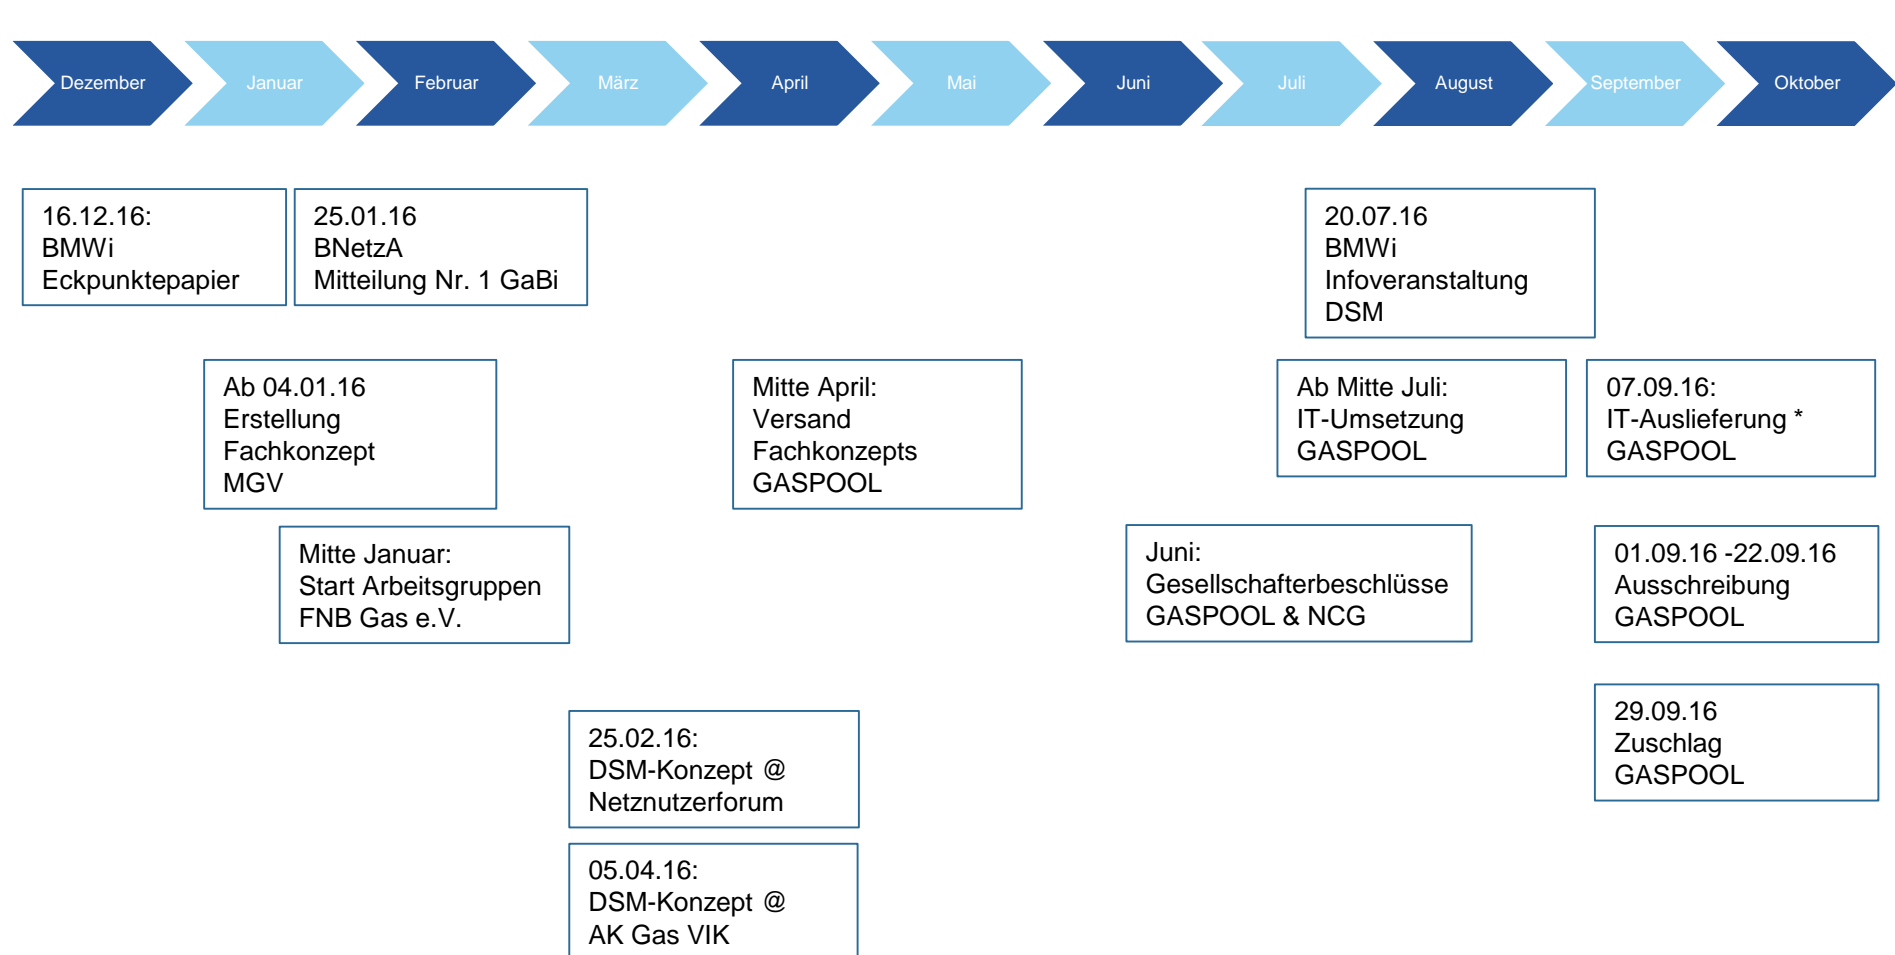 Dezember
Januar
Februar
März
April
Mai
Juni
Juli
August
September
Oktober
16.12.16:
BMWi
Eckpunktepapier
25.01.16
BNetzA
Mitteilung Nr. 1 GaBi
20.07.16
BMWi
Infoveranstaltung
DSM
Ab 04.01.16
Erstellung
Fachkonzept
MGV
Mitte April:
Versand
Fachkonzepts
GASPOOL
Ab Mitte Juli:
IT-Umsetzung
GASPOOL
07.09.16:
IT-Auslieferung *
GASPOOL
Mitte Januar:
Start Arbeitsgruppen
FNB Gas e.V.
Juni:
Gesellschafterbeschlüsse
GASPOOL & NCG
01.09.16 -22.09.16
Ausschreibung
GASPOOL
25.02.16:
DSM-Konzept @
Netznutzerforum
29.09.16
Zuschlag
GASPOOL
05.04.16:
DSM-Konzept @
AK Gas VIK